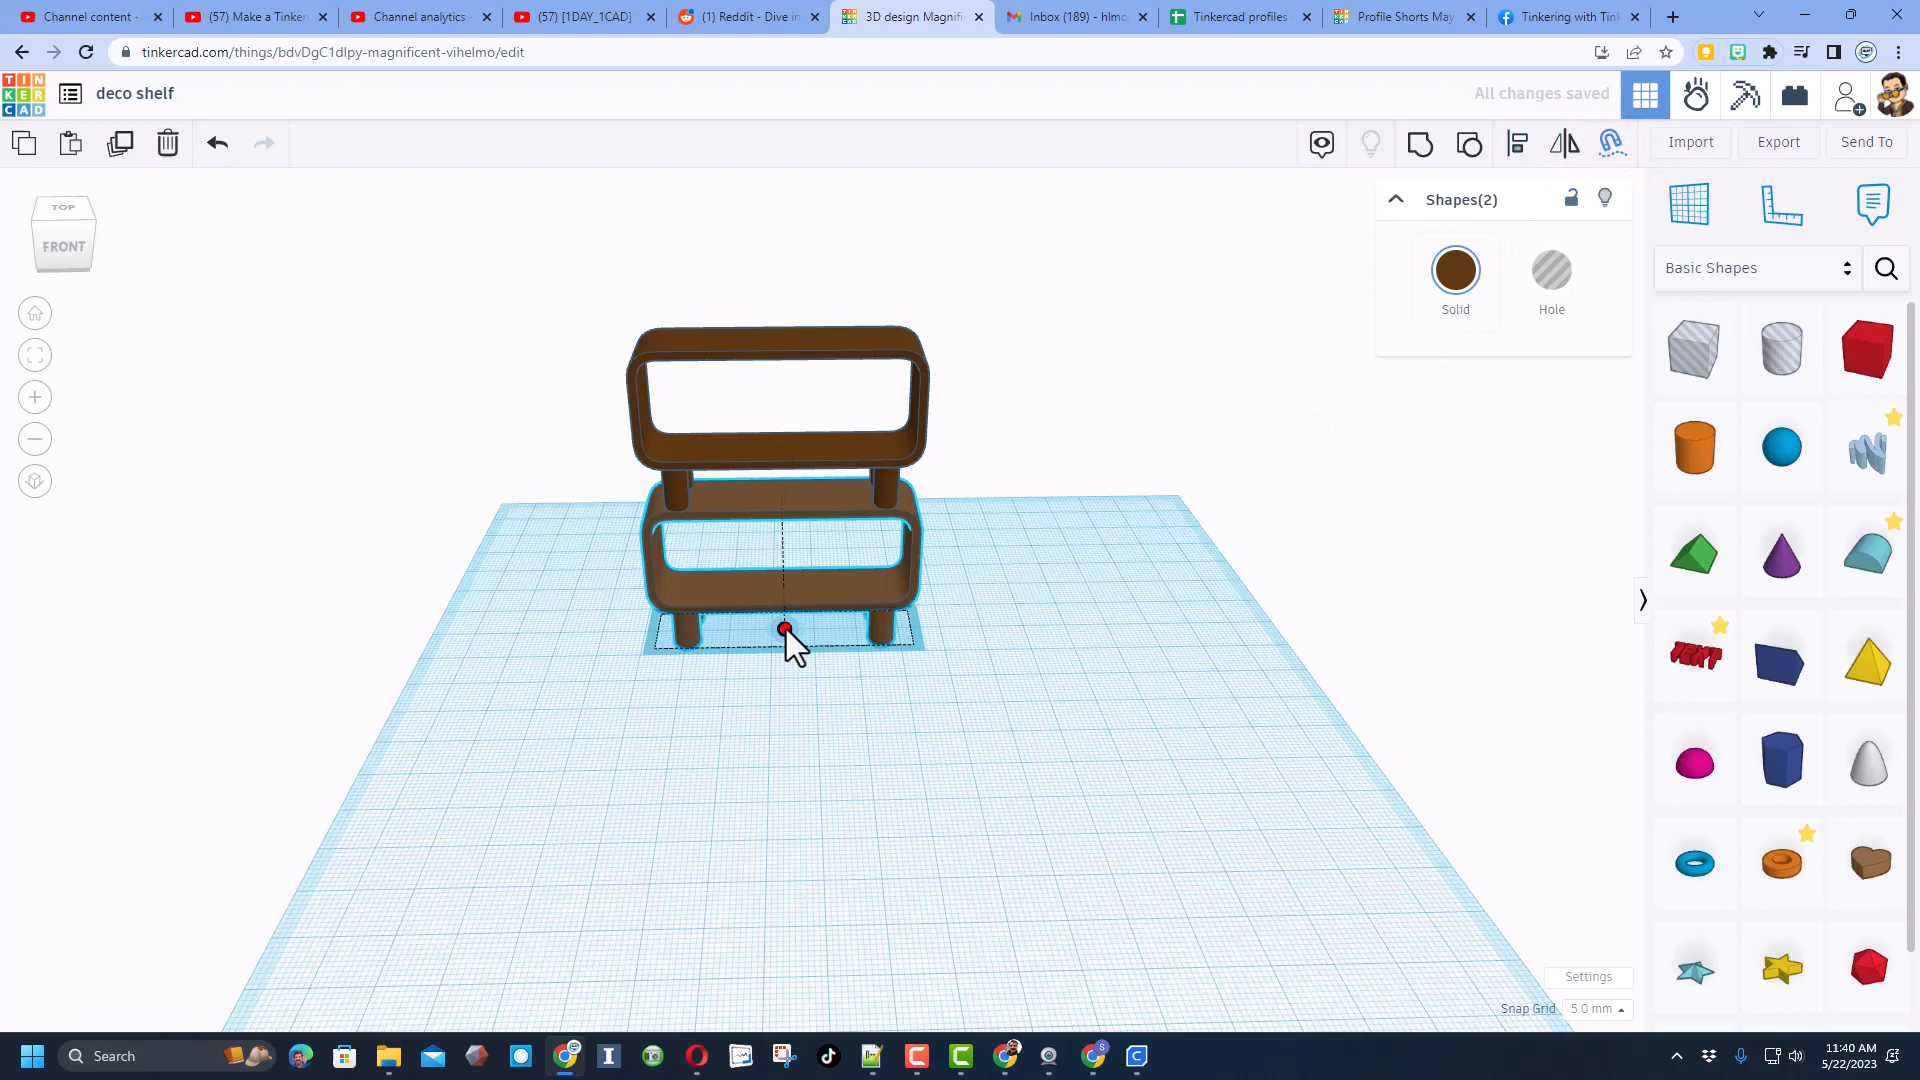 Channel content -
(57) Make a Tinker
Channel analytics -
(57) [1DAY_1CAD]
(1) Reddit - Dive in
3D design Magnifi
Inbox (189) - hlmo
Tinkercad profiles -
Profile Shorts May
Tinkering with Tink
tinkercad.com/things/bdvDgC1dlpy-magnificent-vihelmo/edit
TIN
KER
CAD
deco shelf
All changes saved
Import
Export
Send To
TOP
FRONT
Shapes(2)
Solid
Hole
Basic Shapes
TEXT
Settings
Snap Grid
5.0 mm
Search
11:40 AM
5/22/2023